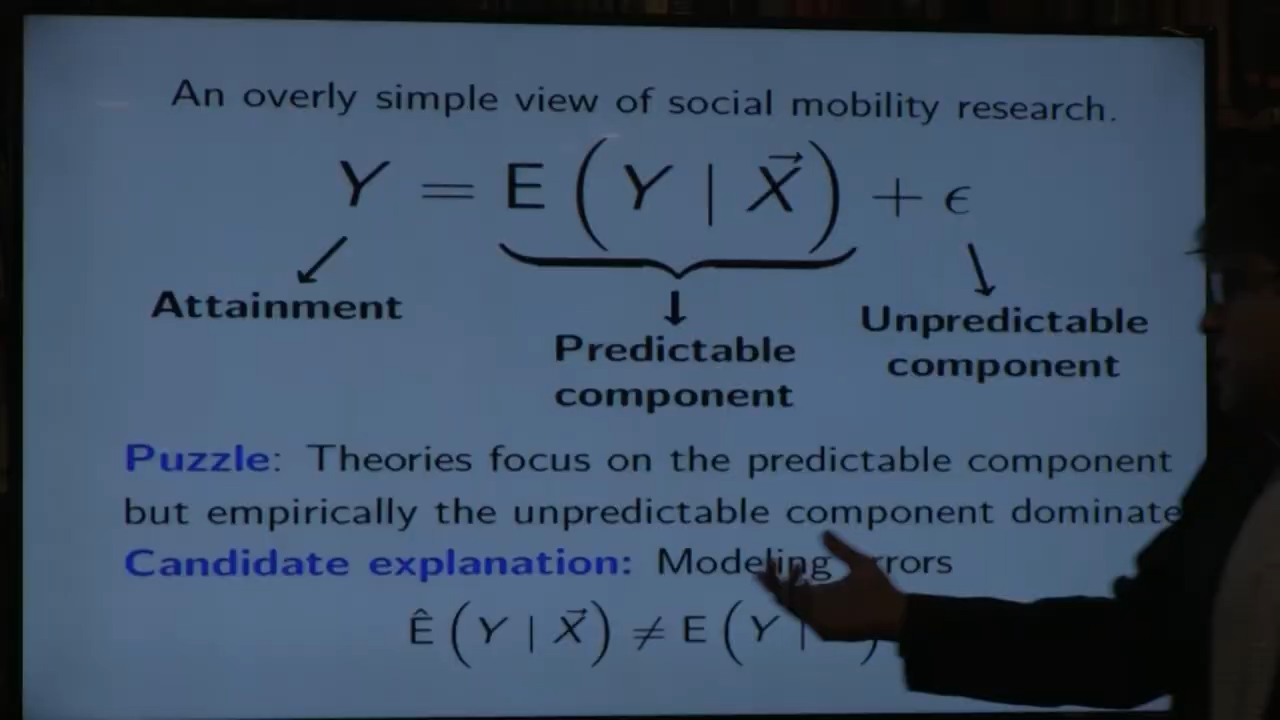 An overly simple view of social mobility research.
Y = E ( Y | X⃗ ) + ϵ
Attainment
Predictable
component
Unpredictable
component
Puzzle: Theories focus on the predictable component
but empirically the unpredictable component dominate
Candidate explanation: Modeling rrors
Ê ( Y | X⃗ ) ≠ E ( Y | )